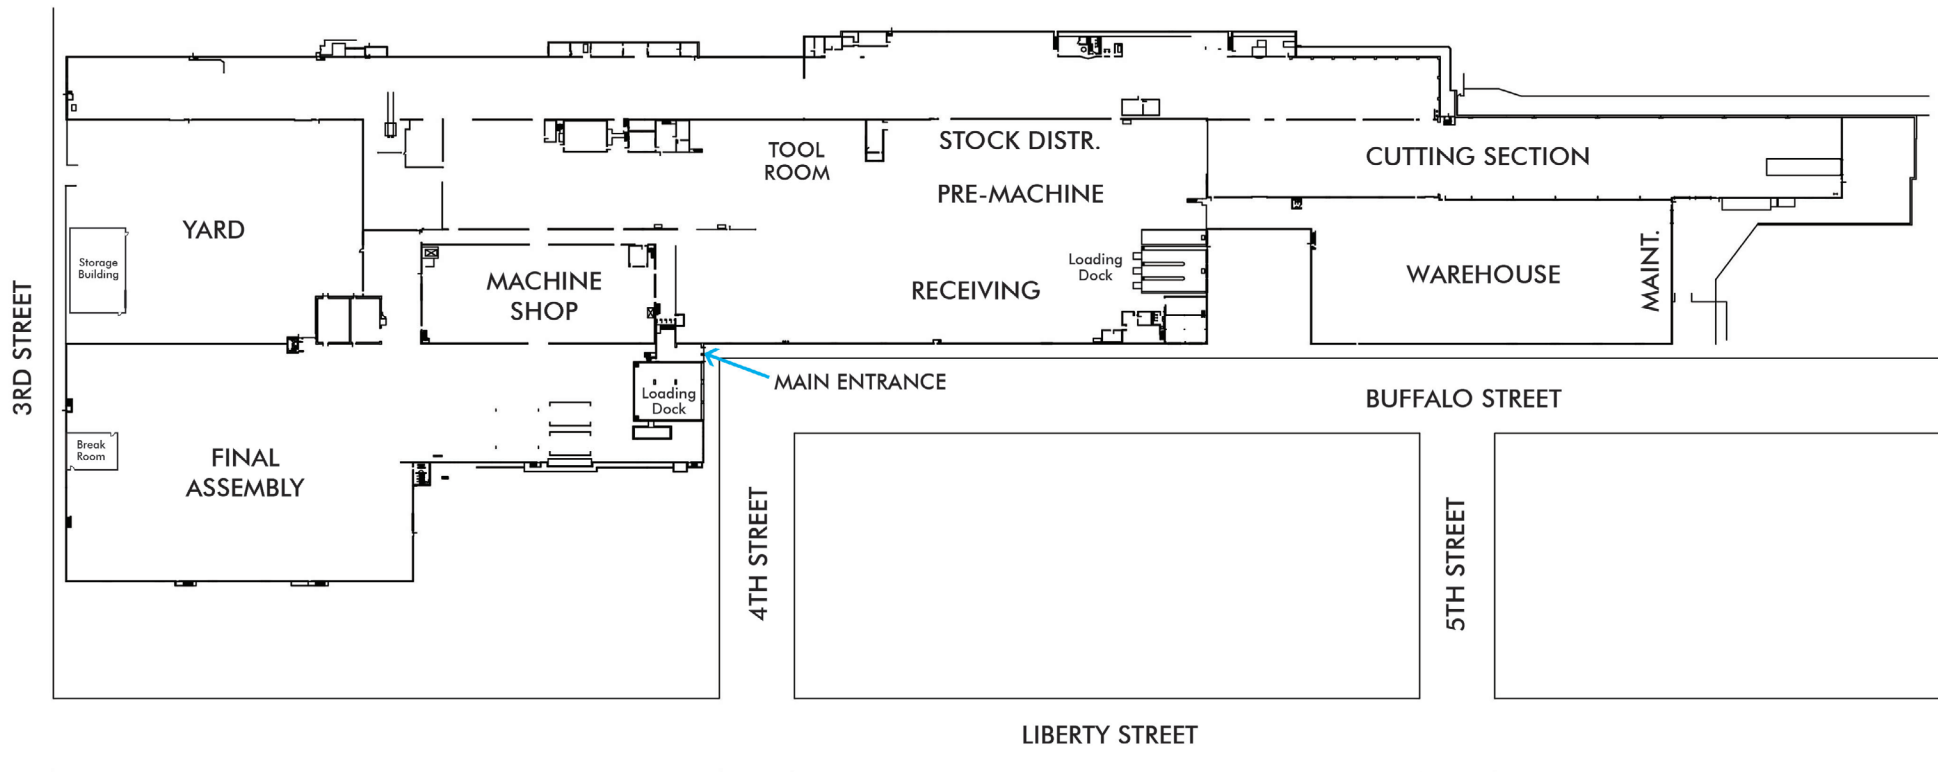 STOCK DISTR.
TOOL
ROOM
CUTTING SECTION
PRE-MACHINE
YARD
Storage
Building
MACHINE
SHOP
RECEIVING
Loading
Dock
WAREHOUSE
MAINT.
3RD STREET
MAIN ENTRANCE
Loading
Dock
BUFFALO STREET
Break
Room
FINAL
ASSEMBLY
4TH STREET
5TH STREET
LIBERTY STREET